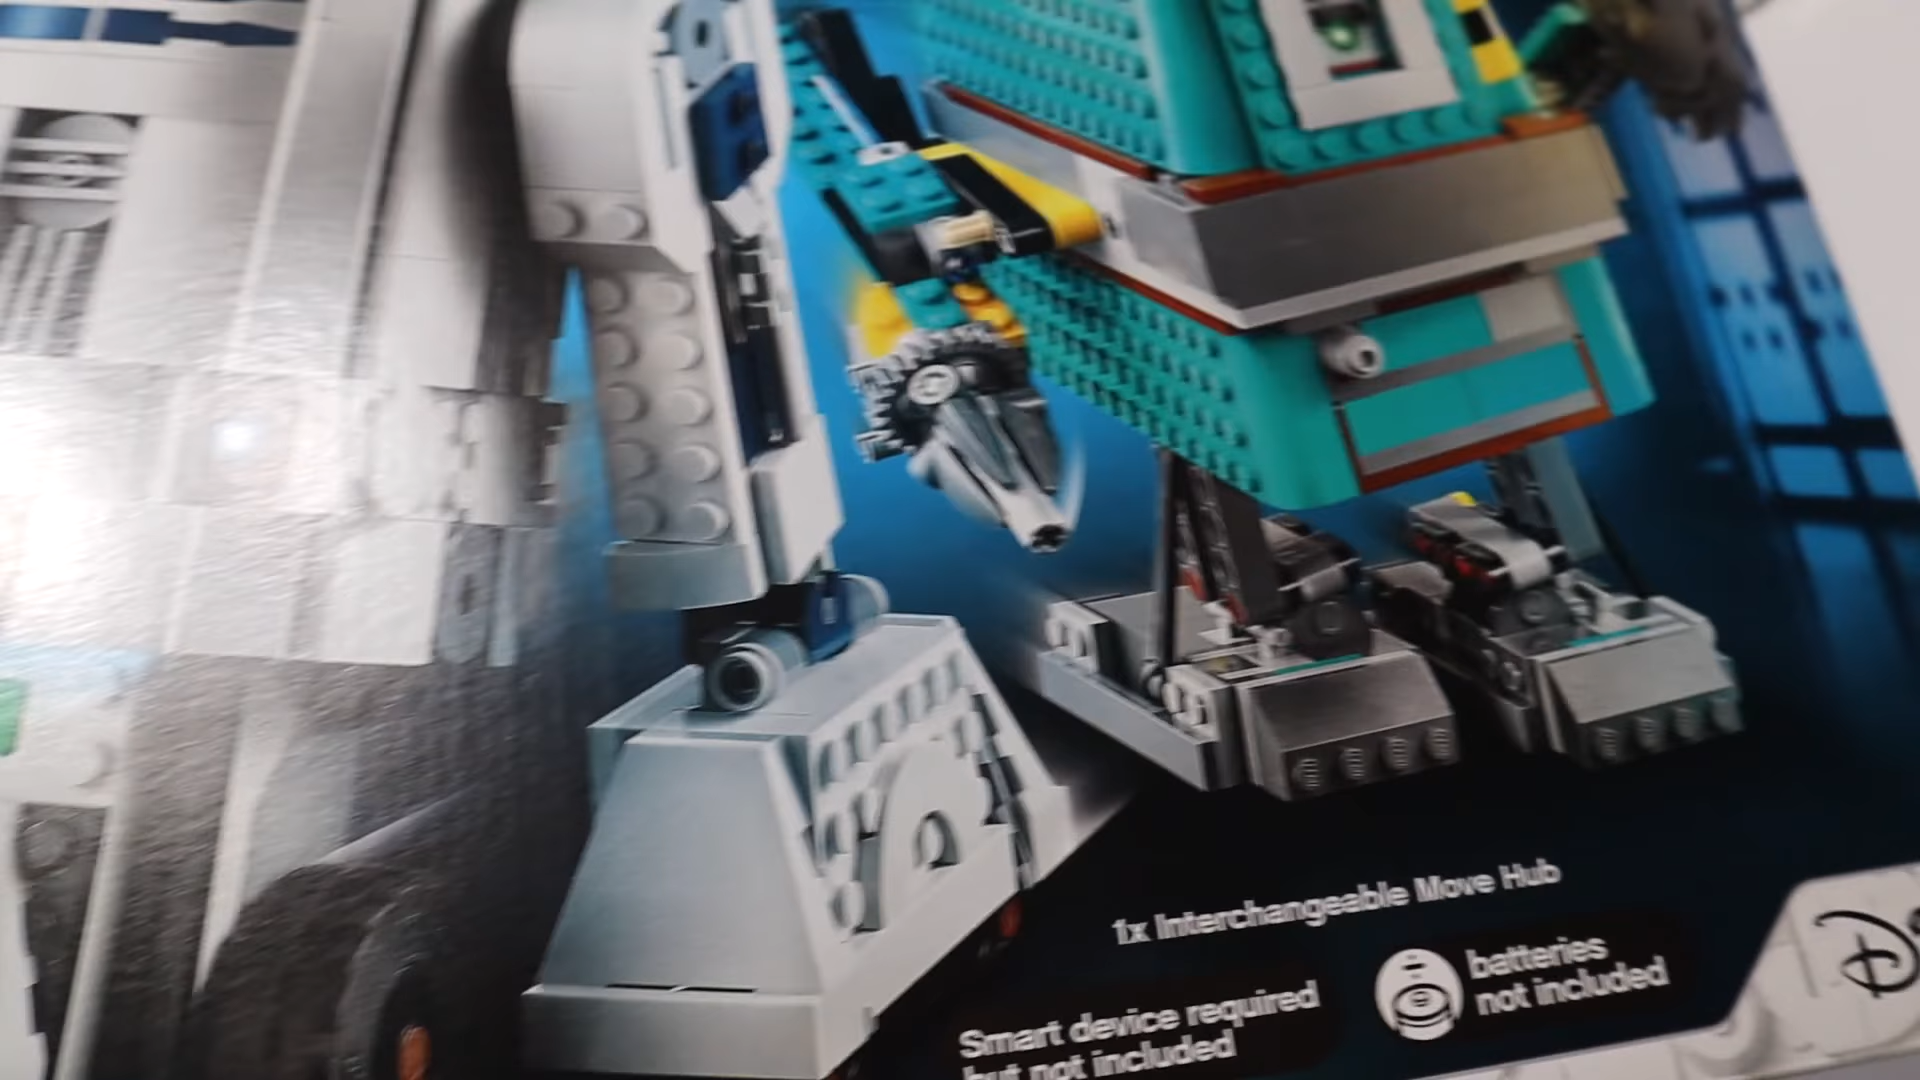 1x Interchangeable Move Hub
batteries
not included
Smart device required
but not included